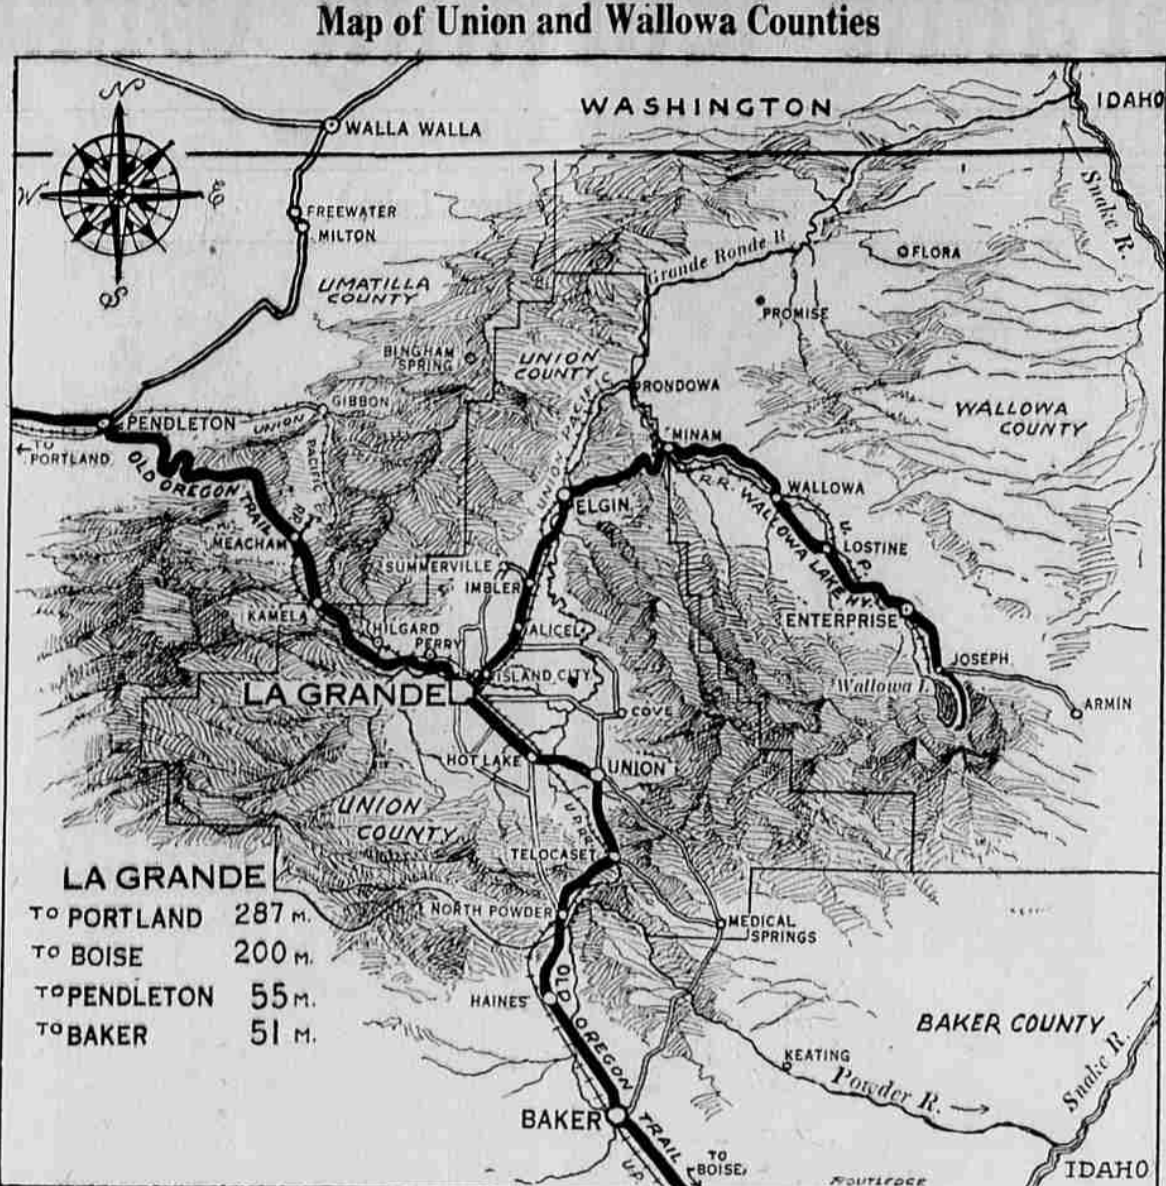 Map of Union and Wallowa Counties
N
W
E
S
WASHINGTON
IDAHO
WALLA WALLA
Snake R.
FREEWATER
MILTON
UMATILLA
COUNTY
Grande Ronde R
FLORA
PROMISE
BINGHAM
SPRING
UNION
COUNTY
UNION PACIFIC
RONDOWA
GIBBON
WALLOWA
COUNTY
PENDLETON
UNION
PACIFIC
RR
TO
PORTLAND
OLD OREGON TRAIL
MINAM
R.R.
WALLOWA LAKE HY.
WALLOWA
U. P.
LOSTINE
ELGIN
MEACHAM
SUMMERVILLE
IMBLER
KAMELA
HILGARD
PERRY
ALICEL
ENTERPRISE
JOSEPH
Wallowa L
ARMIN
ISLAND CITY
LA GRANDE
COVE
HOT LAKE
UNION
UNION
COUNTY
U.P.R.R.
TELOCASET
LA GRANDE
TO PORTLAND 287 M.
TO BOISE 200 M.
TO PENDLETON 55 M.
TO BAKER 51 M.
NORTH POWDER
MEDICAL
SPRINGS
HAINES
OLD OREGON TRAIL
BAKER COUNTY
KEATING
Powder R.
Snake R.
BAKER
U.P.
TO
BOISE
ROUTLEDGE
IDAHO